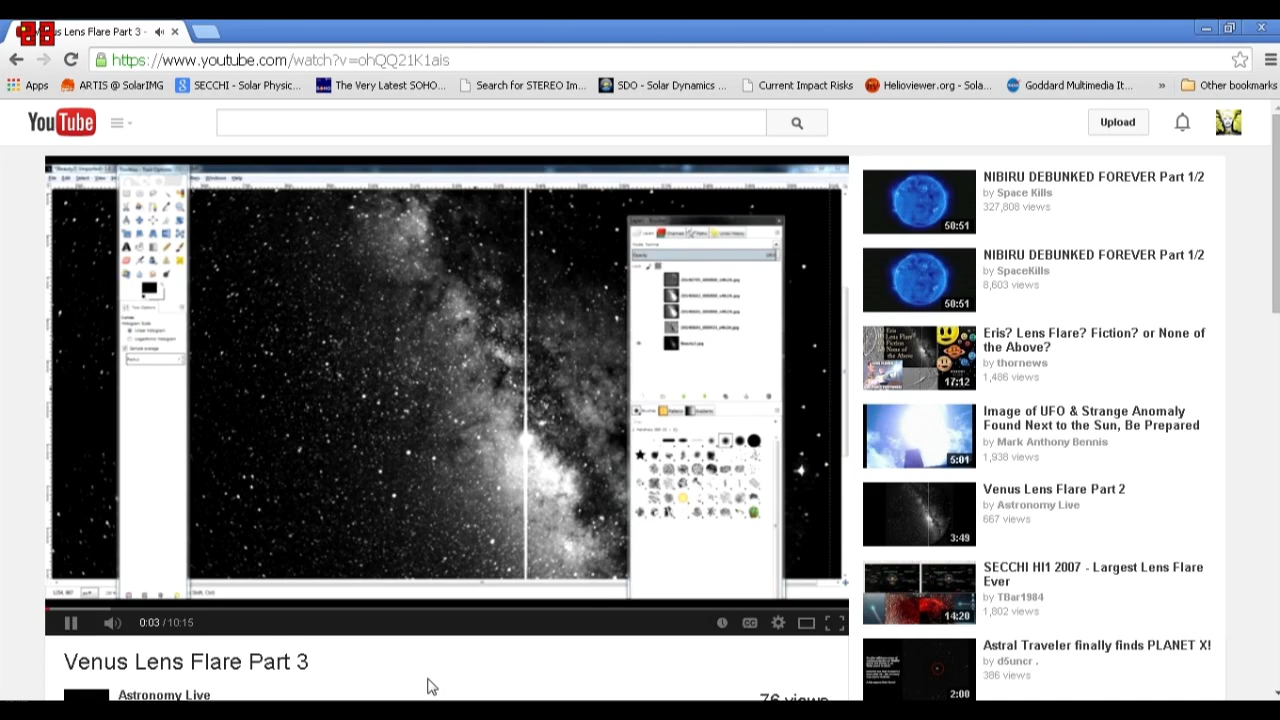 88
Venus Lens Flare Part 3 -
https://www.youtube.com/watch?v=ohQQ21K1ais
Apps ARTIS @ SolarIMG SECCHI - Solar Physic... The Very Latest SOHO... Search for STEREO Im... SDO - Solar Dynamics ... Current Impact Risks Helioviewer.org - Sola... Goddard Multimedia It... » Other bookmarks
YouTube
Upload
NIBIRU DEBUNKED FOREVER Part 1/2
by Space Kills
327,808 views
50:51
NIBIRU DEBUNKED FOREVER Part 1/2
by SpaceKills
8,603 views
50:51
Eris? Lens Flare? Fiction? or None of
the Above?
by thornews
1,486 views
17:12
Image of UFO & Strange Anomaly
Found Next to the Sun, Be Prepared
by Mark Anthony Bennis
1,938 views
5:01
Venus Lens Flare Part 2
by Astronomy Live
667 views
3:49
SECCHI HI1 2007 - Largest Lens Flare
Ever
by TBar1984
1,802 views
14:20
Astral Traveler finally finds PLANET X!
by d5uncr .
386 views
2:00
0:03 / 10:15
CC
Venus Lens Flare Part 3
Astronomy Live
76 views